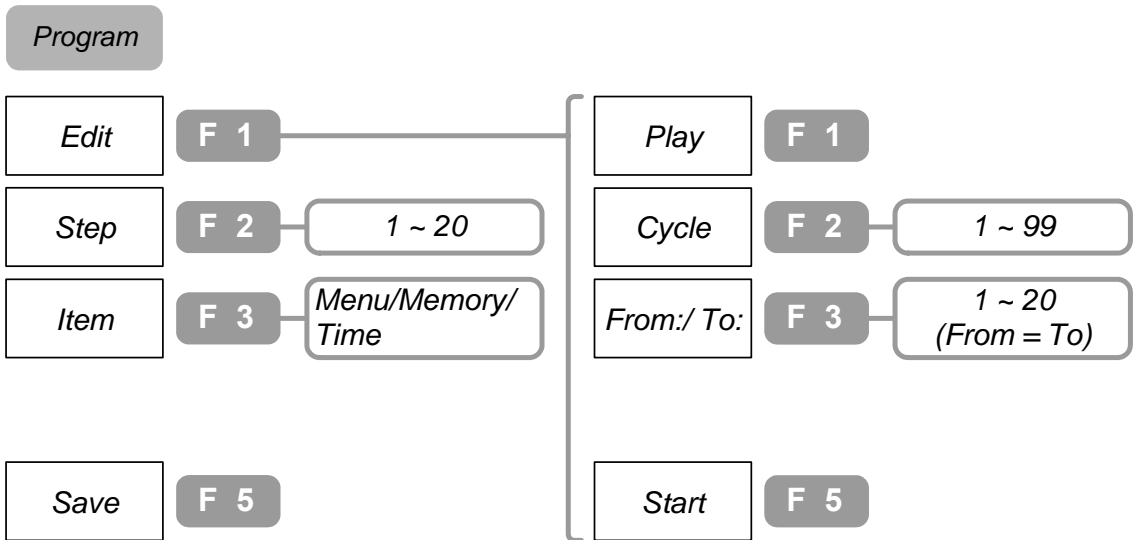 Program
Edit
F 1
Play
F 1
Step
F 2
1 ~ 20
Cycle
F 2
1 ~ 99
Item
F 3
Menu/Memory/
Time
From:/ To:
F 3
1 ~ 20
(From = To)
Save
F 5
Start
F 5